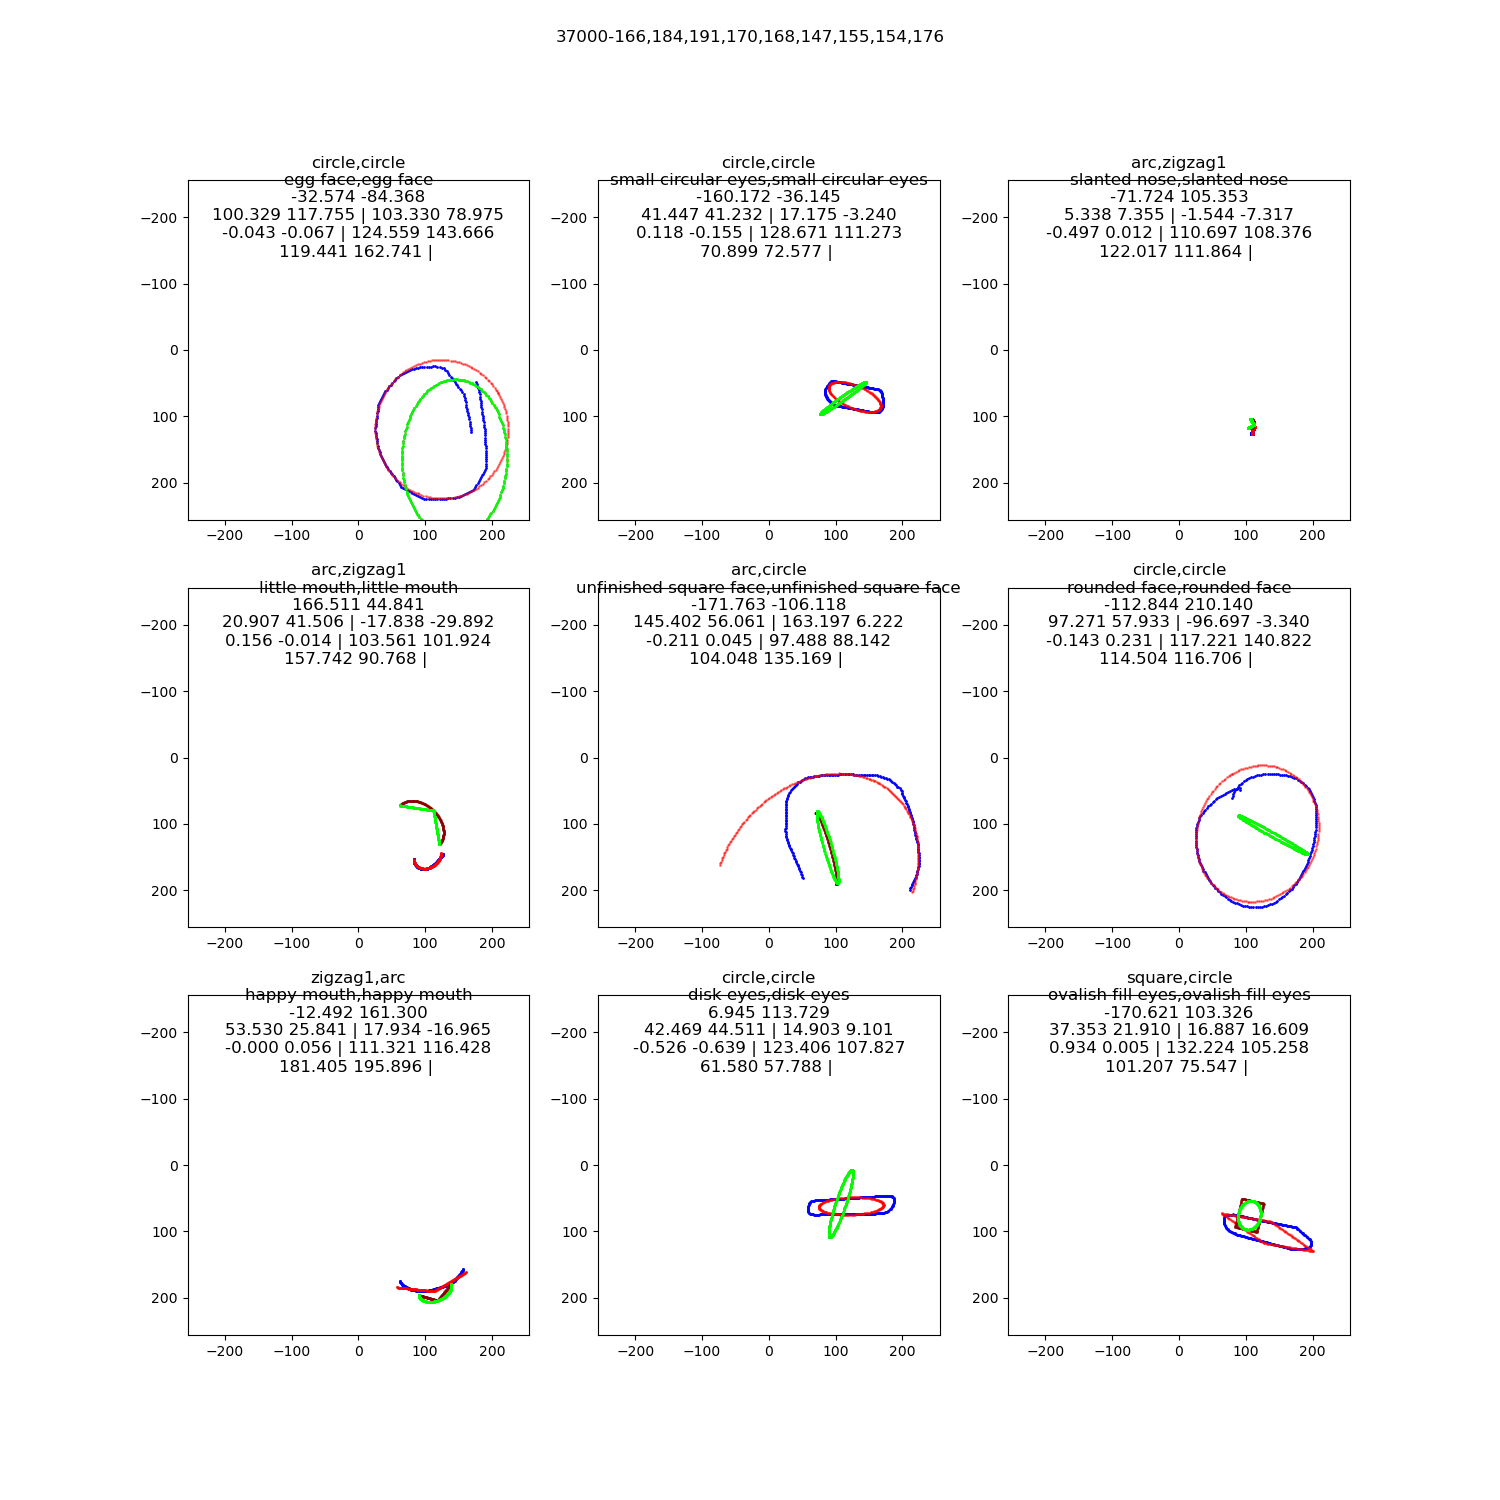 37000-166,184,191,170,168,147,155,154,176
circle,circle
egg face,egg face
-32.574 -84.368
100.329 117.755 | 103.330 78.975
-0.043 -0.067 | 124.559 143.666
119.441 162.741 |
−200
−100
0
100
200
−200 −100 0 100 200
circle,circle
small circular eyes,small circular eyes
-160.172 -36.145
41.447 41.232 | 17.175 -3.240
0.118 -0.155 | 128.671 111.273
70.899 72.577 |
−200
−100
0
100
200
−200 −100 0 100 200
arc,zigzag1
slanted nose,slanted nose
-71.724 105.353
5.338 7.355 | -1.544 -7.317
-0.497 0.012 | 110.697 108.376
122.017 111.864 |
−200
−100
0
100
200
−200 −100 0 100 200
arc,zigzag1
little mouth,little mouth
166.511 44.841
20.907 41.506 | -17.838 -29.892
0.156 -0.014 | 103.561 101.924
157.742 90.768 |
−200
−100
0
100
200
−200 −100 0 100 200
arc,circle
unfinished square face,unfinished square face
-171.763 -106.118
145.402 56.061 | 163.197 6.222
-0.211 0.045 | 97.488 88.142
104.048 135.169 |
−200
−100
0
100
200
−200 −100 0 100 200
circle,circle
rounded face,rounded face
-112.844 210.140
97.271 57.933 | -96.697 -3.340
-0.143 0.231 | 117.221 140.822
114.504 116.706 |
−200
−100
0
100
200
−200 −100 0 100 200
zigzag1,arc
happy mouth,happy mouth
-12.492 161.300
53.530 25.841 | 17.934 -16.965
-0.000 0.056 | 111.321 116.428
181.405 195.896 |
−200
−100
0
100
200
−200 −100 0 100 200
circle,circle
disk eyes,disk eyes
6.945 113.729
42.469 44.511 | 14.903 9.101
-0.526 -0.639 | 123.406 107.827
61.580 57.788 |
−200
−100
0
100
200
−200 −100 0 100 200
square,circle
ovalish fill eyes,ovalish fill eyes
-170.621 103.326
37.353 21.910 | 16.887 16.609
0.934 0.005 | 132.224 105.258
101.207 75.547 |
−200
−100
0
100
200
−200 −100 0 100 200